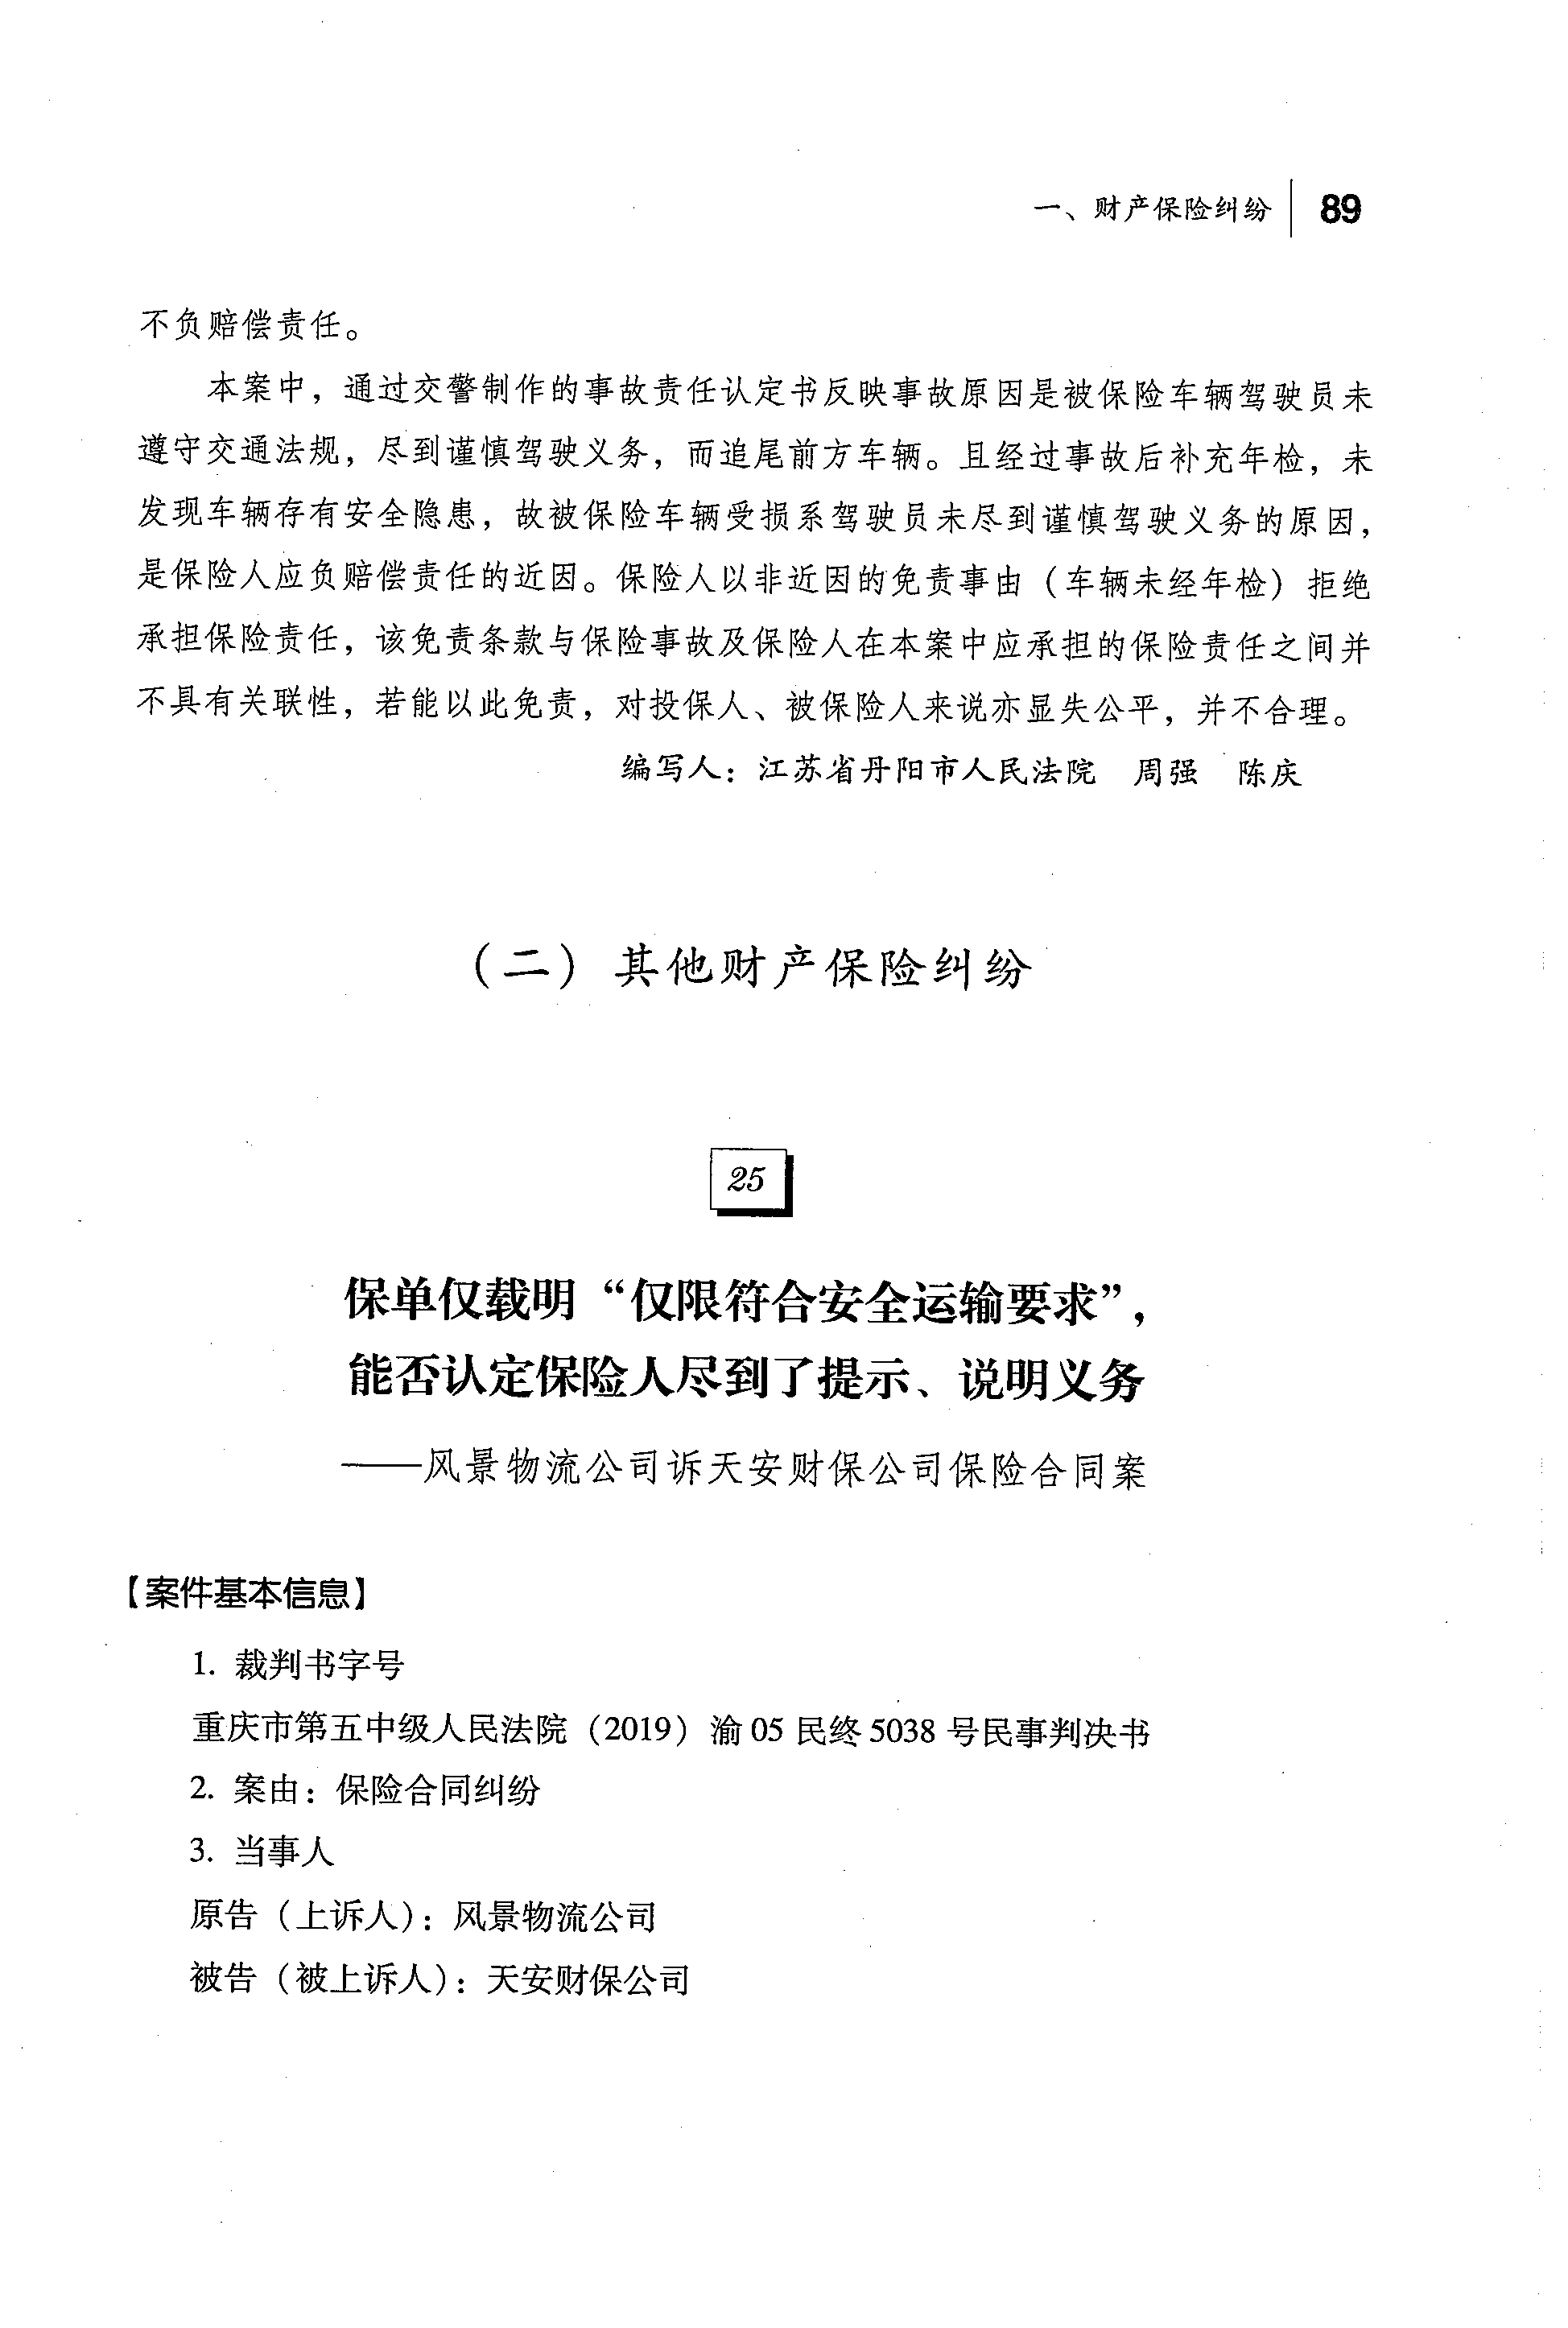 一、财产保险纠纷 89
不负赔偿责任。
本案中，通过交警制作的事故责任认定书反映事故原因是被保险车辆驾驶员未
遵守交通法规，尽到谨慎驾驶义务，而追尾前方车辆。且经过事故后补充年检，未
发现车辆存有安全隐患，故被保险车辆受损系驾驶员未尽到谨慎驾驶义务的原因，
是保险人应负赔偿责任的近因。保险人以非近因的免责事由（车辆未经年检）拒绝
承担保险责任，该免责条款与保险事故及保险人在本案中应承担的保险责任之间并
不具有关联性，若能以此免责，对投保人、被保险人来说亦显失公平，并不合理。
编写人：江苏省丹阳市人民法院 周强 陈庆
（二）其他财产保险纠纷
25
保单仅载明“仅限符合安全运输要求”，
能否认定保险人尽到了提示、说明义务
——风景物流公司诉天安财保公司保险合同案
【案件基本信息】
1. 裁判书字号
重庆市第五中级人民法院（2019）渝05民终5038号民事判决书
2. 案由：保险合同纠纷
3. 当事人
原告（上诉人）：风景物流公司
被告（被上诉人）：天安财保公司